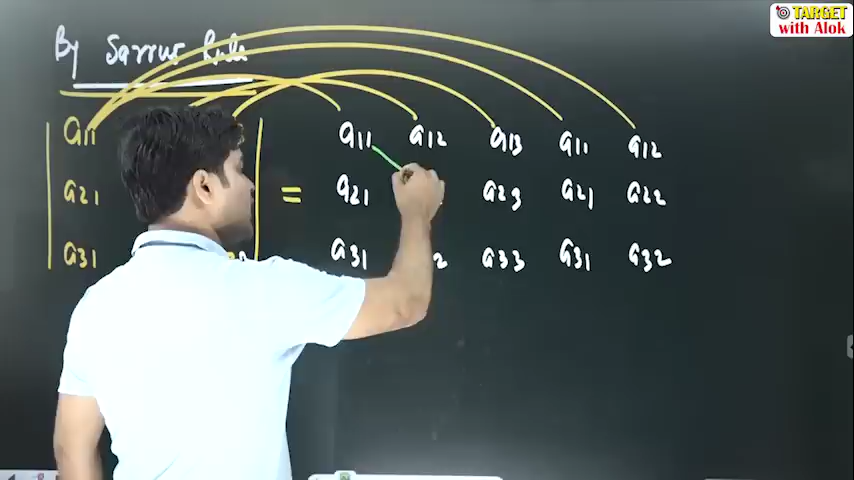 TARGET
with Alok
By Sarrus Rule
a11 a11 a12 a13 a11 a12
a21 = a21 a23 a21 a22
a31 a31 2 a33 a31 a32